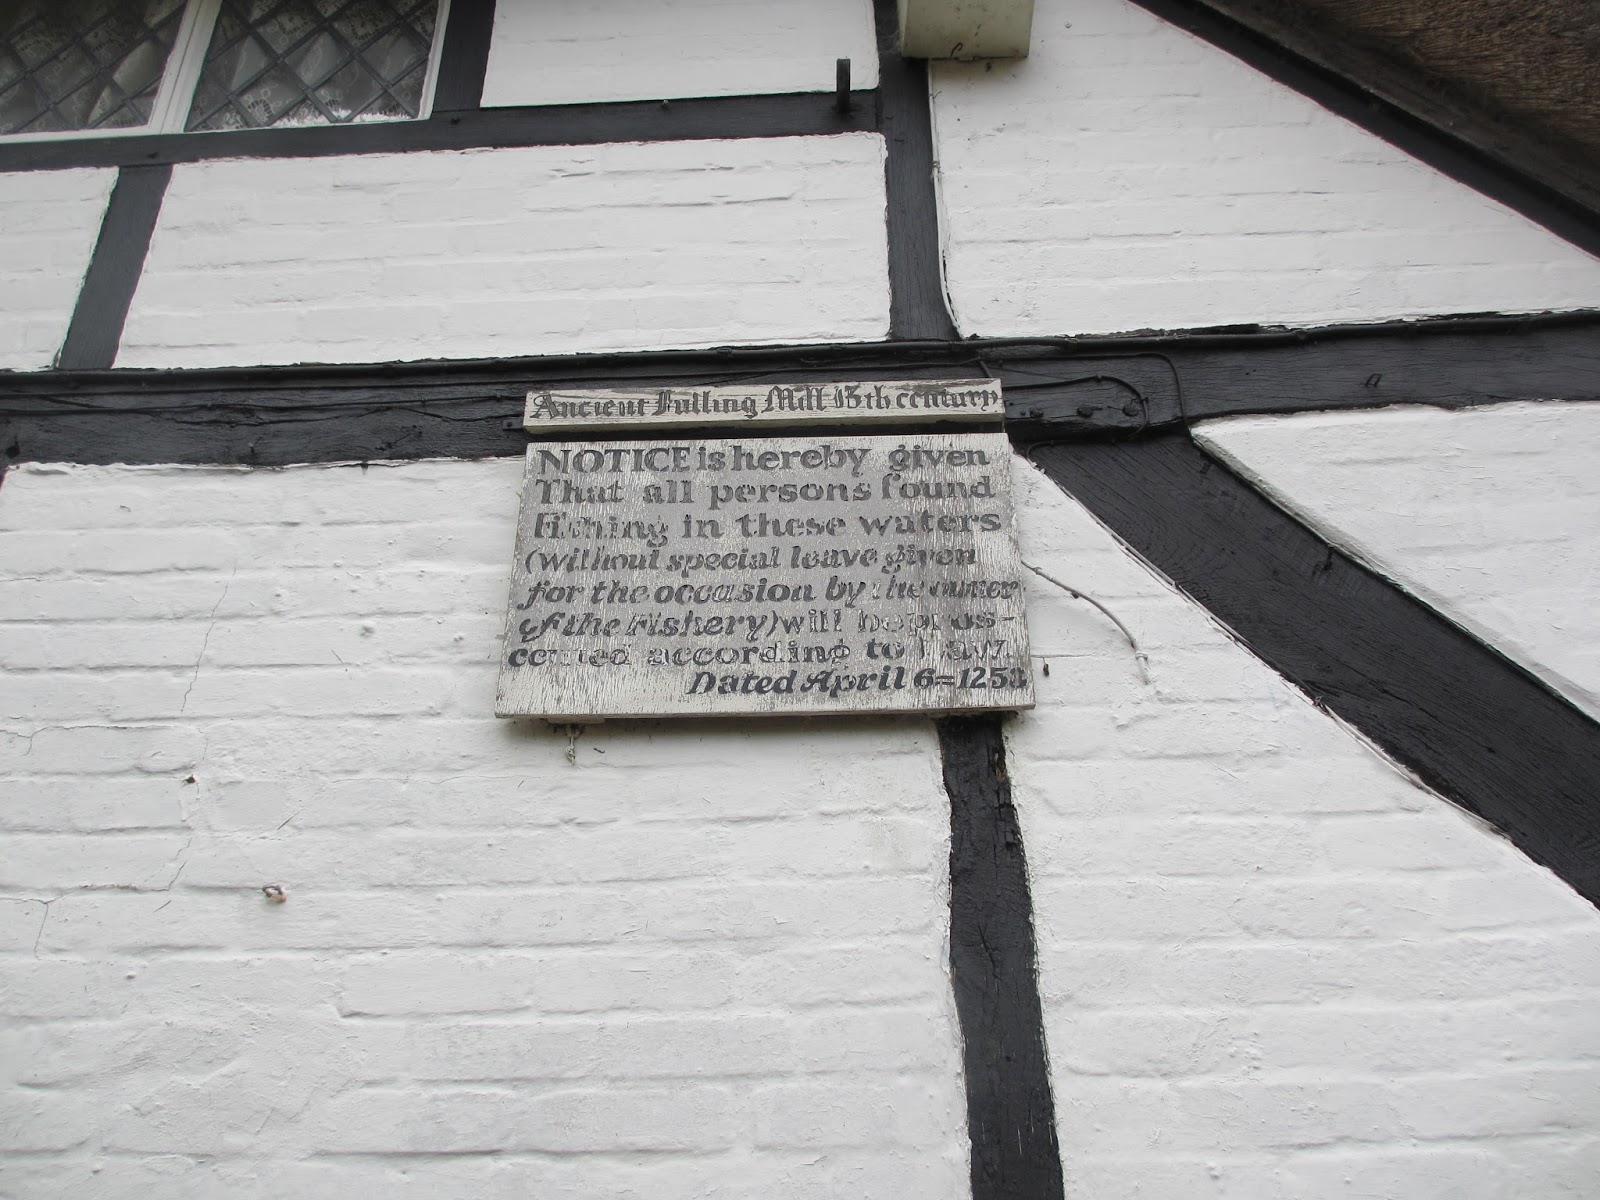 Ancient Fulling Mill 15th century
NOTICE is hereby given
That all persons found
Fishing in these waters
(without special leave given
for the occasion by the owner
of the Fishery) will be pros-
ecuted according to Law.
Dated April 6=1253